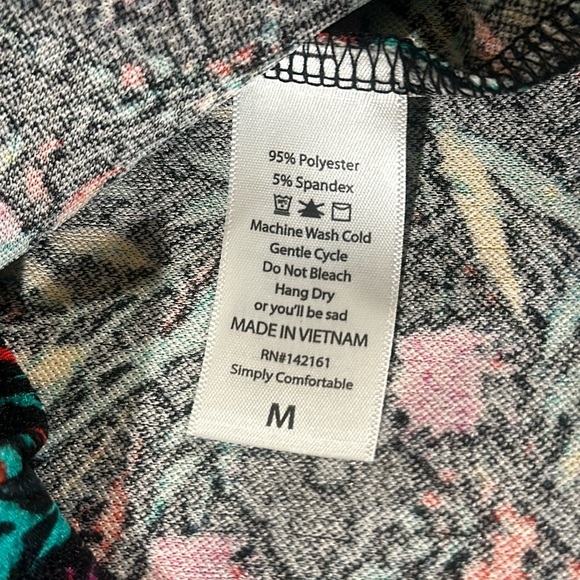 95% Polyester
5% Spandex
Machine Wash Cold
Gentle Cycle
Do Not Bleach
Hang Dry
or you'll be sad
MADE IN VIETNAM
RN#142161
Simply Comfortable
M